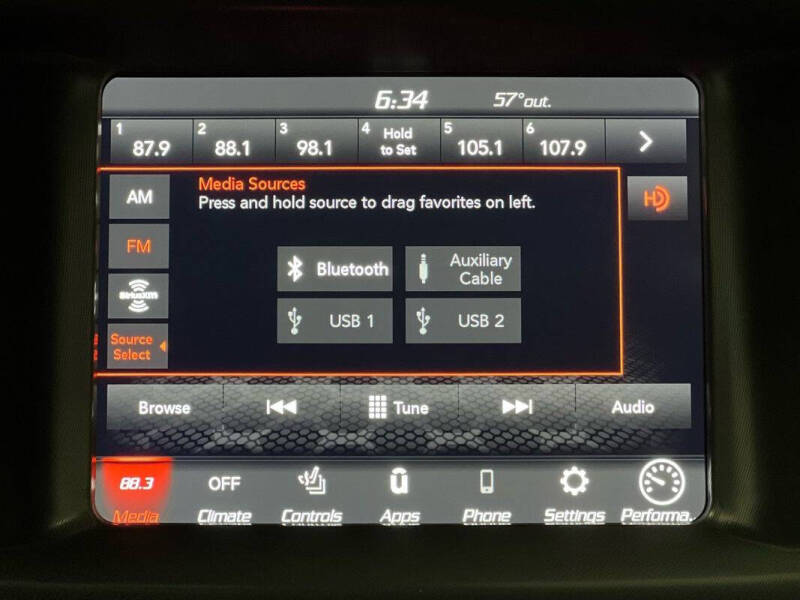 6:34 57°out.
1 87.9 2 88.1 3 98.1 4 Hold to Set 5 105.1 6 107.9
Media Sources
Press and hold source to drag favorites on left.
AM
HD
FM
Bluetooth
Auxiliary
Cable
SiriusXM
USB 1 USB 2
Source
Select
Browse Tune Audio
88.3 OFF ū
Media Climate Controls Apps Phone Settings Performa.